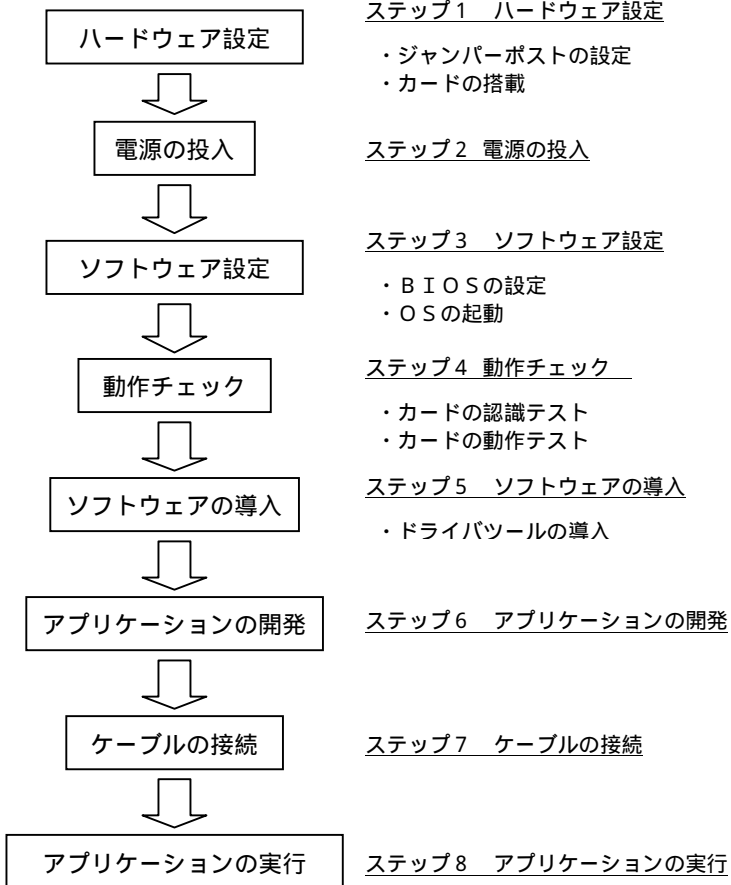 ハードウェア設定
ステップ1　ハードウェア設定
・ジャンパーポストの設定
・カードの搭載
電源の投入
ステップ2 電源の投入
ソフトウェア設定
ステップ3　ソフトウェア設定
・ＢＩＯＳの設定
・ＯＳの起動
動作チェック
ステップ4 動作チェック
・カードの認識テスト
・カードの動作テスト
ソフトウェアの導入
ステップ5　ソフトウェアの導入
・ドライバツールの導入
アプリケーションの開発
ステップ6　アプリケーションの開発
ケーブルの接続
ステップ7　ケーブルの接続
アプリケーションの実行
ステップ8　アプリケーションの実行